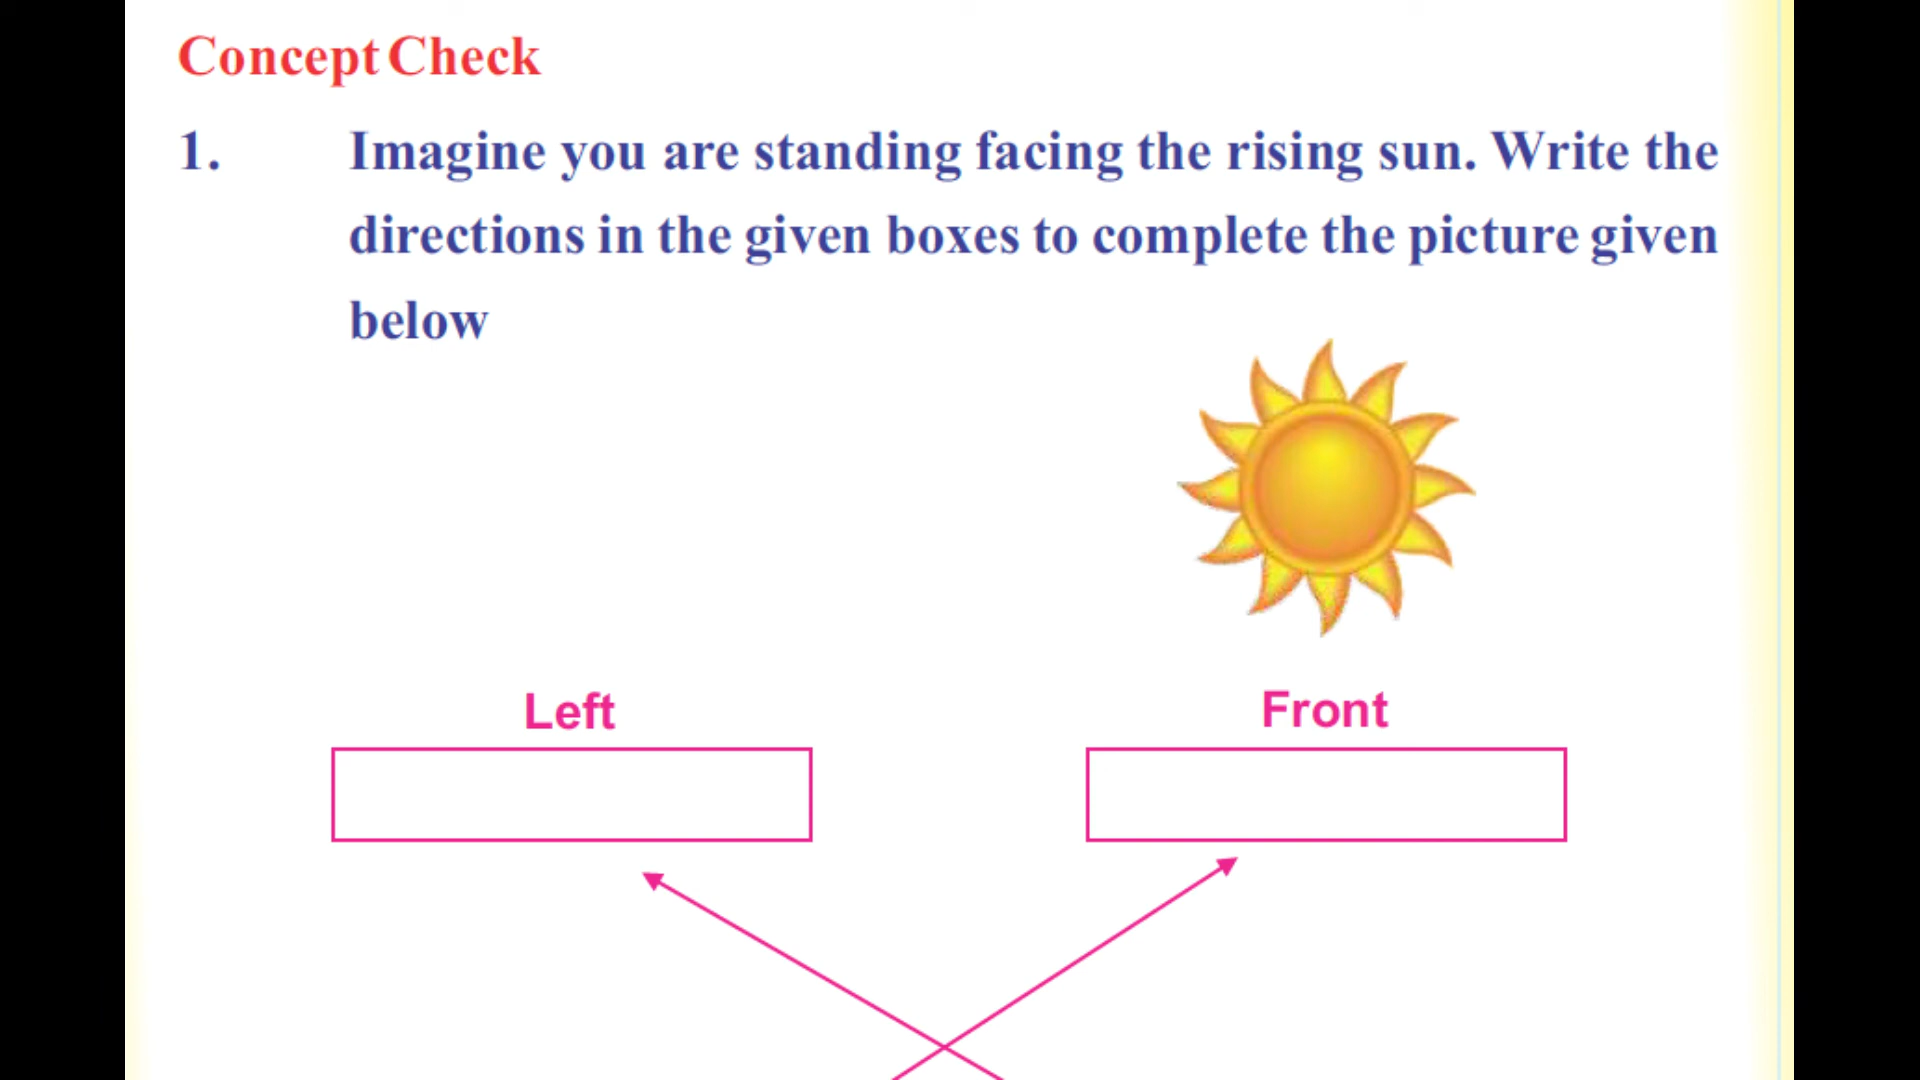 Concept Check
1. Imagine you are standing facing the rising sun. Write the
directions in the given boxes to complete the picture given
below
Left
Front